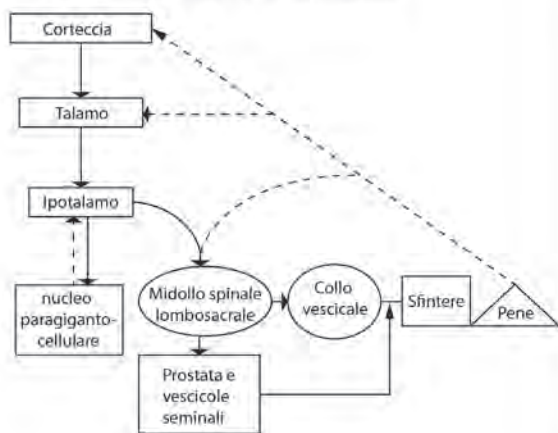 Corteccia
Talamo
Ipotalamo
nucleo
paragiganto-
cellulare
Midollo spinale
lombosacrale
Collo
vescicale
Sfintere
Pene
Prostata e
vescicole
seminali